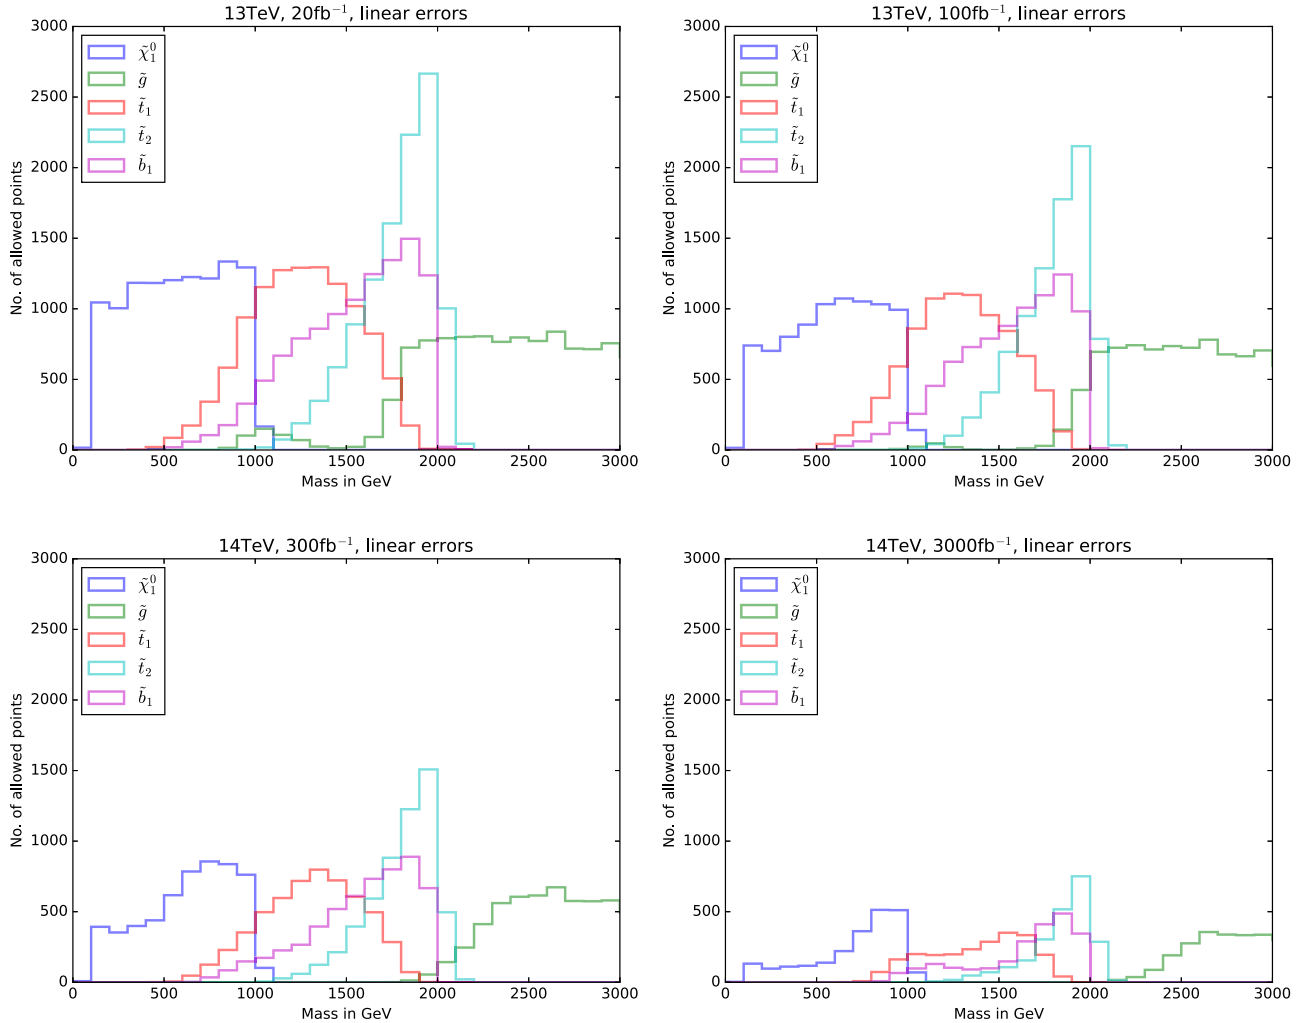 13TeV, 20fb⁻¹, linear errors
3000
2500
2000
1500
1000
500
0
No. of allowed points
χ̃₁⁰
g̃
t̃₁
t̃₂
b̃₁
0 500 1000 1500 2000 2500 3000
Mass in GeV
13TeV, 100fb⁻¹, linear errors
3000
2500
2000
1500
1000
500
0
No. of allowed points
χ̃₁⁰
g̃
t̃₁
t̃₂
b̃₁
0 500 1000 1500 2000 2500 3000
Mass in GeV
14TeV, 300fb⁻¹, linear errors
3000
2500
2000
1500
1000
500
0
No. of allowed points
χ̃₁⁰
g̃
t̃₁
t̃₂
b̃₁
0 500 1000 1500 2000 2500 3000
Mass in GeV
14TeV, 3000fb⁻¹, linear errors
3000
2500
2000
1500
1000
500
0
No. of allowed points
χ̃₁⁰
g̃
t̃₁
t̃₂
b̃₁
0 500 1000 1500 2000 2500 3000
Mass in GeV